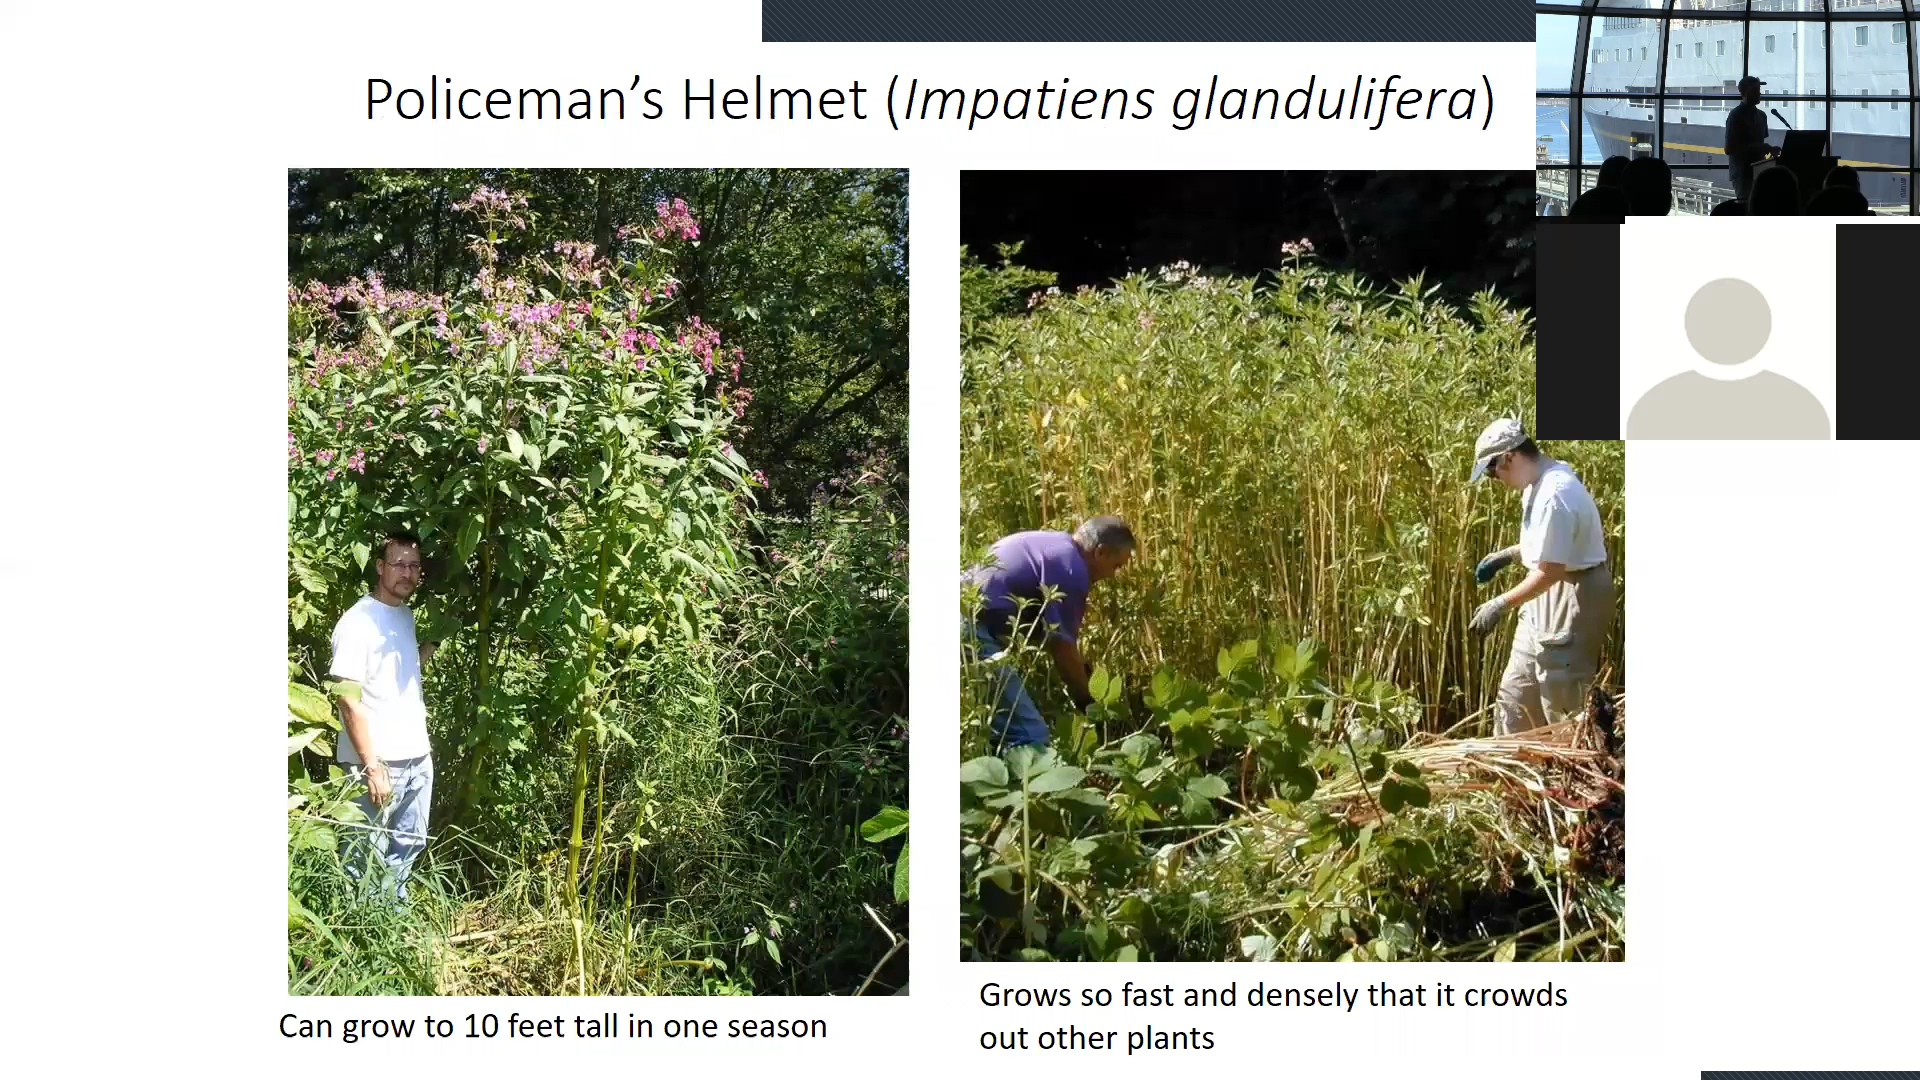 Policeman’s Helmet (Impatiens glandulifera)
Can grow to 10 feet tall in one season
Grows so fast and densely that it crowds
out other plants